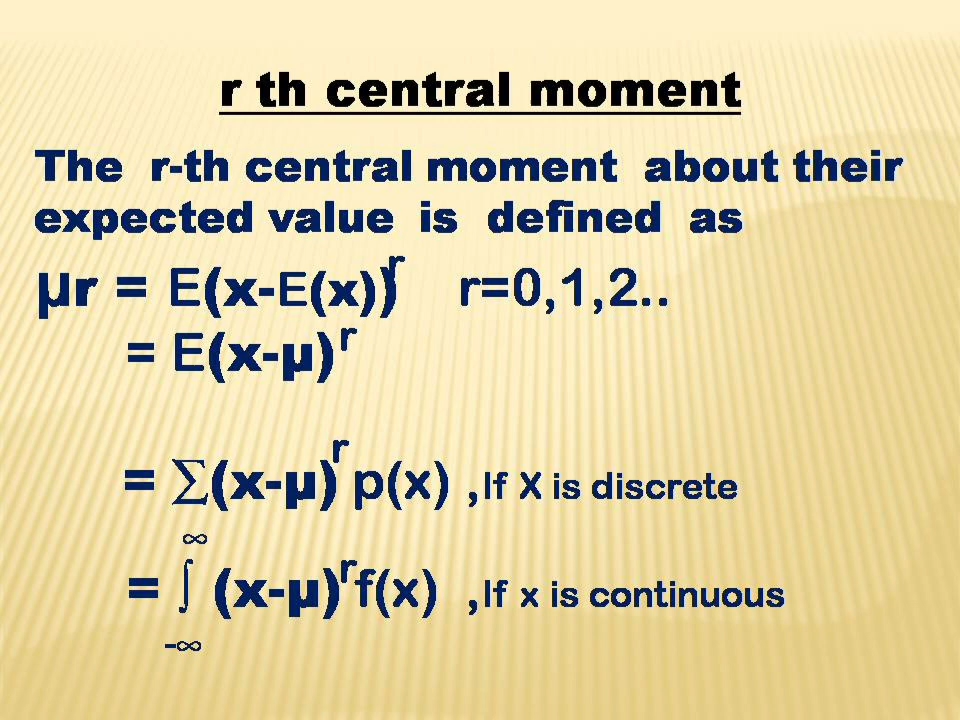 r th central moment
The r-th central moment about their
expected value is defined as
µr = E(x-E(x))ʳ r=0,1,2..
= E(x-µ)ʳ
= ∑(x-µ)ʳ p(x) ,If X is discrete
∞
= ∫ (x-µ)ʳf(x) ,If x is continuous
-∞